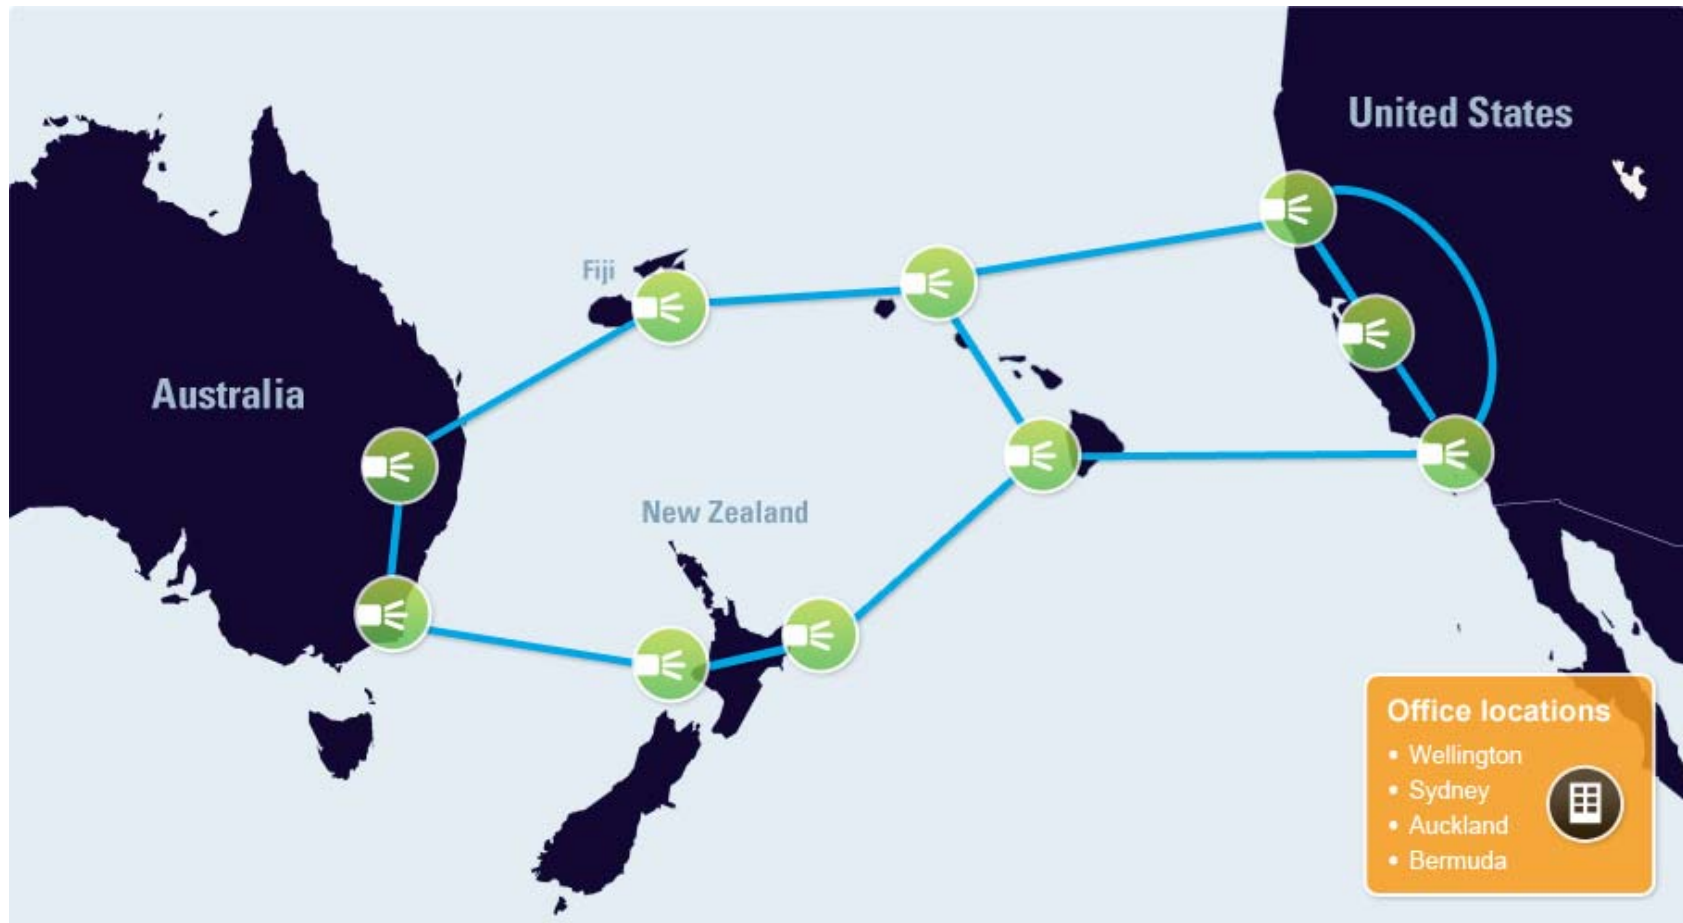 United States
Fiji
Australia
New Zealand
Office locations
• Wellington
• Sydney
• Auckland
• Bermuda